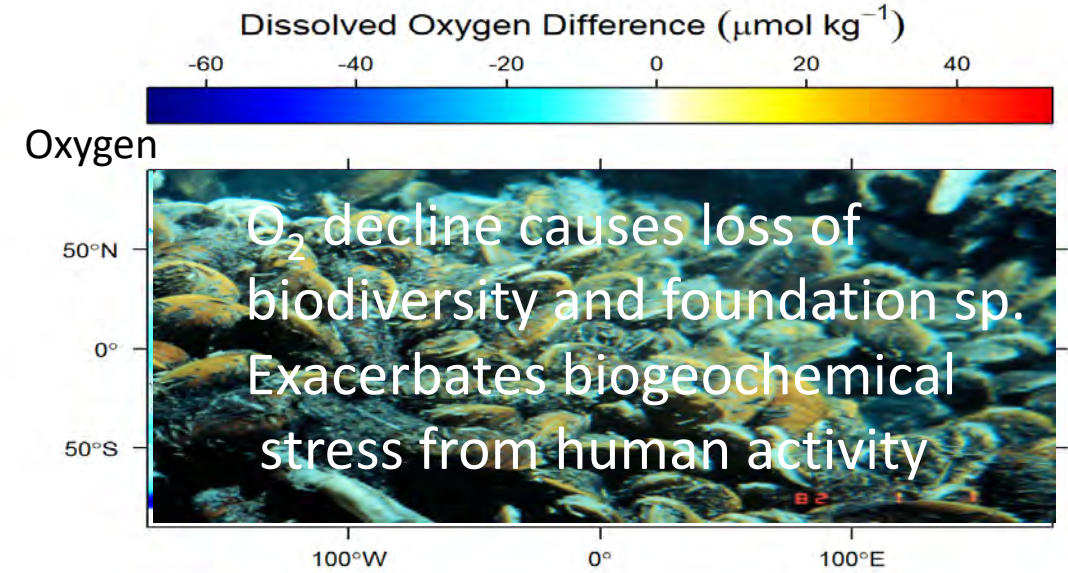 Dissolved Oxygen Difference (μmol kg⁻¹)
-60 -40 -20 0 20 40
Oxygen
O₂ decline causes loss of
biodiversity and foundation sp.
Exacerbates biogeochemical
stress from human activity
50°N
0°
50°S
82
100°W 0° 100°E